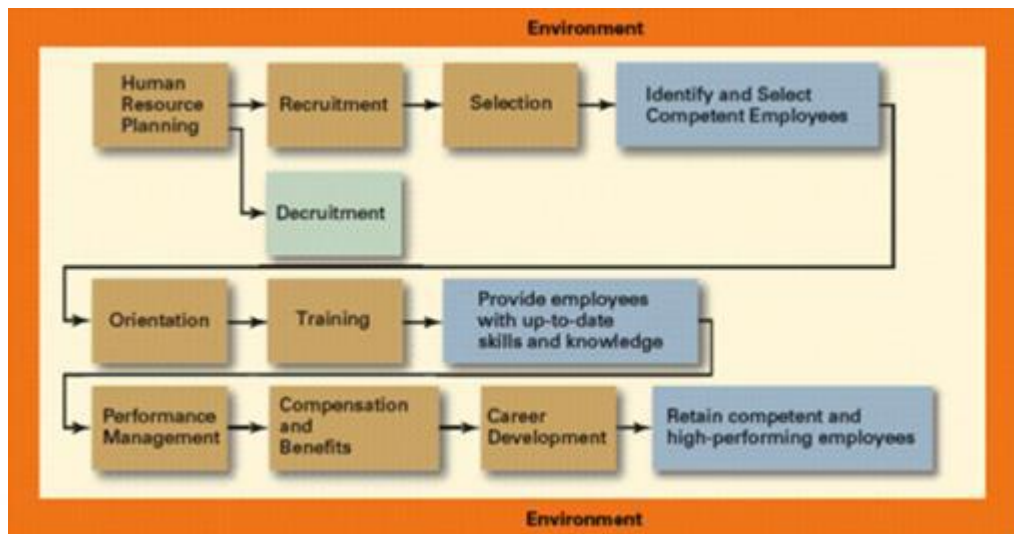 Environment
Human
Resource
Planning
Recruitment
Selection
Identify and Select
Competent Employees
Decruitment
Orientation
Training
Provide employees
with up-to-date
skills and knowledge
Performance
Management
Compensation
and
Benefits
Career
Development
Retain competent and
high-performing employees
Environment